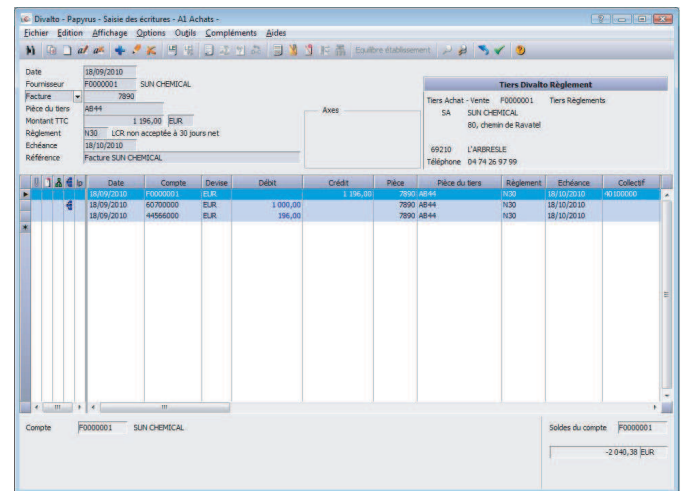 Divalto - Papyrus - Saisie des écritures - A1 Achats -
Fichier Edition Affichage Options Outils Compléments Aides
Equilibre établissement
Date 18/09/2010
Fournisseur F0000001 SUN CHEMICAL
Facture 7890
Pièce du tiers AB44
Montant TTC 1 196,00 EUR
Règlement N30 LCR non acceptée à 30 jours net
Echéance 18/10/2010
Référence Facture SUN CHEMICAL
Axes
Tiers Divalto Règlement
Tiers Achat - Vente F0000001 Tiers Règlements
SA SUN CHEMICAL
80, chemin de Ravatel
69210 L'ARBRESLE
Téléphone 04 74 26 97 99
Ip Date Compte Devise Débit Crédit Pièce Pièce du tiers Règlement Echéance Collectif
18/09/2010 F0000001 EUR 1 196,00 7890 AB44 N30 18/10/2010 40100000
18/09/2010 60700000 EUR 1 000,00 7890 AB44 N30 18/10/2010
18/09/2010 44566000 EUR 196,00 7890 AB44 N30 18/10/2010
Compte F0000001 SUN CHEMICAL
Soldes du compte F0000001
-2 040,38 EUR